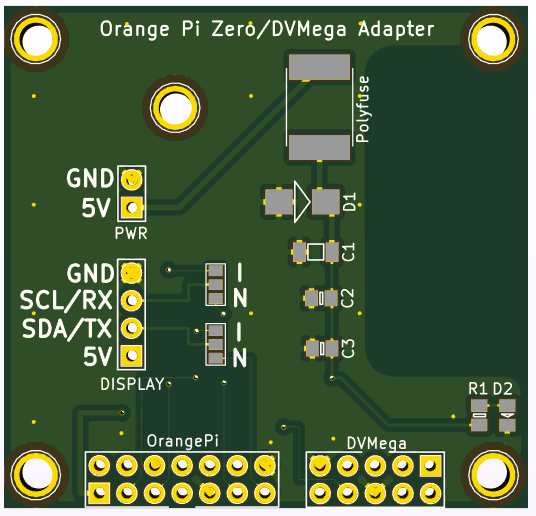 Orange Pi Zero/DVMega Adapter
Polyfuse
GND
5V
PWR
D1
C1
GND
SCL/RX
SDA/TX
5V
DISPLAY
I
N
I
N
C2
C3
R1 D2
OrangePi
DVMega